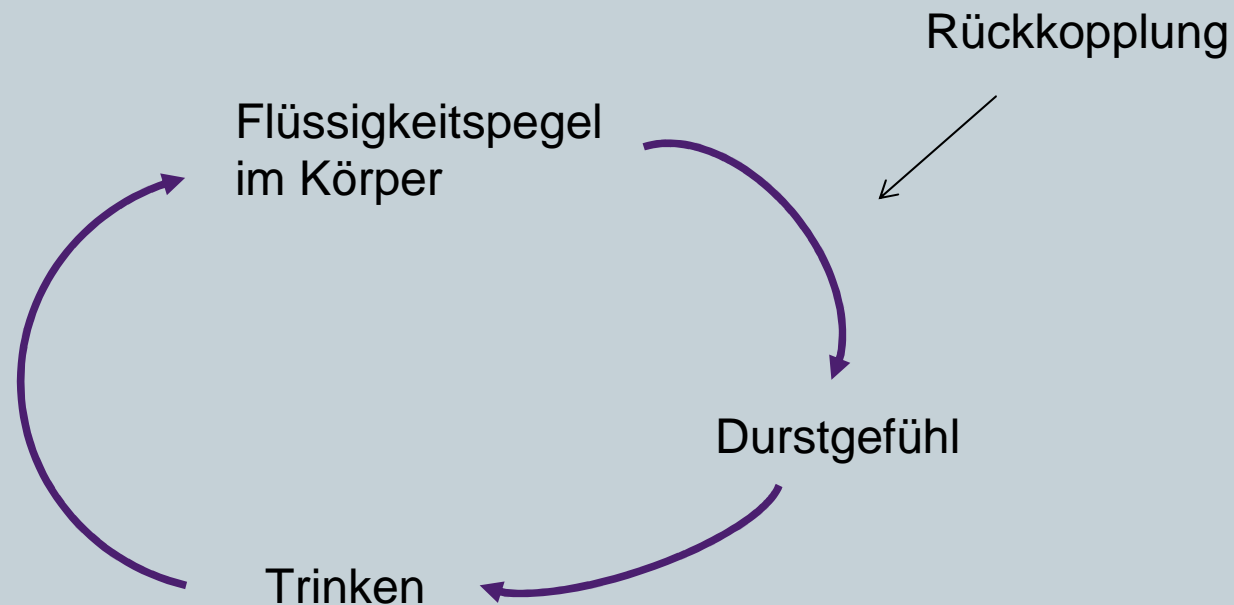 Rückkopplung
Flüssigkeitspegel
im Körper
Durstgefühl
Trinken